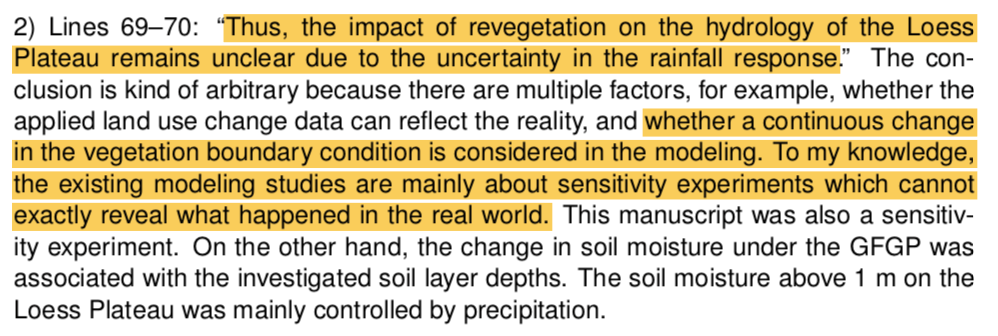 2) Lines 69–70: “Thus, the impact of revegetation on the hydrology of the Loess
Plateau remains unclear due to the uncertainty in the rainfall response.” The con-
clusion is kind of arbitrary because there are multiple factors, for example, whether the
applied land use change data can reflect the reality, and whether a continuous change
in the vegetation boundary condition is considered in the modeling. To my knowledge,
the existing modeling studies are mainly about sensitivity experiments which cannot
exactly reveal what happened in the real world. This manuscript was also a sensitiv-
ity experiment. On the other hand, the change in soil moisture under the GFGP was
associated with the investigated soil layer depths. The soil moisture above 1 m on the
Loess Plateau was mainly controlled by precipitation.